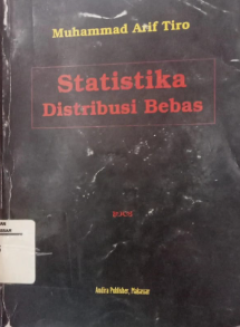 Muhammad Arif Tiro
Statistika
Distribusi Bebas
Andira Publisher, Makassar